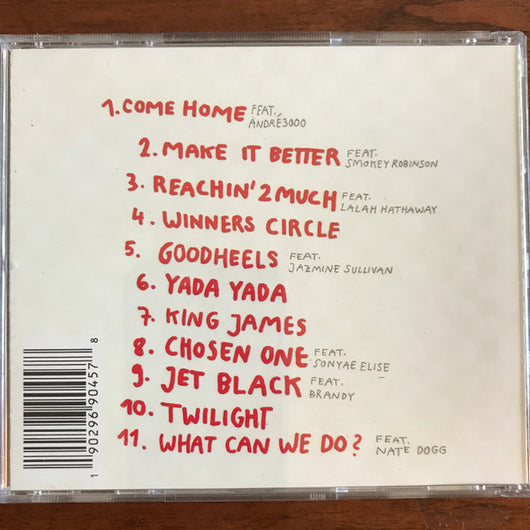 1. COME HOME FEAT. ANDRÉ3000
2. MAKE IT BETTER FEAT. SMOKEY ROBINSON
3. REACHIN' 2 MUCH FEAT. LALAH HATHAWAY
4. WINNERS CIRCLE
5. GOODHEELS FEAT. JAZMINE SULLIVAN
6. YADA YADA
7. KING JAMES
8. CHOSEN ONE FEAT. SONYAE ELISE
9. JET BLACK FEAT. BRANDY
10. TWILIGHT
11. WHAT CAN WE DO? FEAT. NATE DOGG
1 90296 90457 8